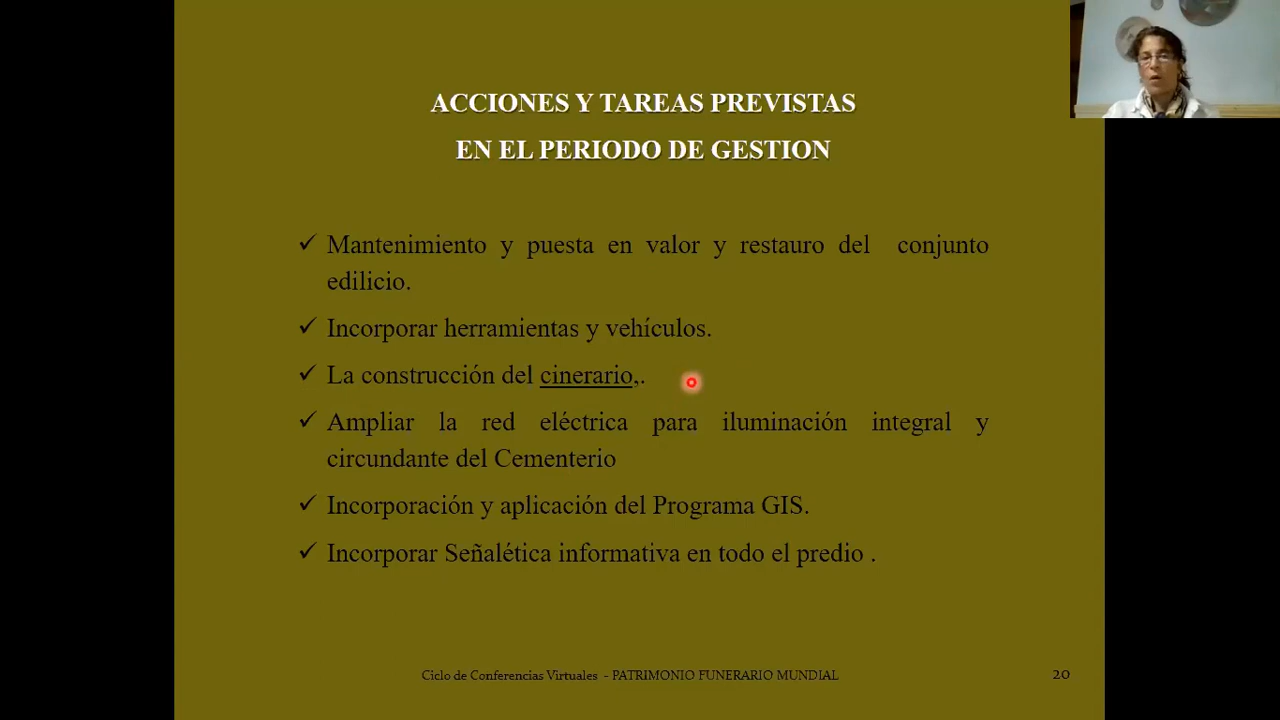 ACCIONES Y TAREAS PREVISTAS
EN EL PERIODO DE GESTION
✓ Mantenimiento y puesta en valor y restauro del conjunto
edilicio.
✓ Incorporar herramientas y vehículos.
✓ La construcción del cinerario,.
✓ Ampliar la red eléctrica para iluminación integral y
circundante del Cementerio
✓ Incorporación y aplicación del Programa GIS.
✓ Incorporar Señalética informativa en todo el predio .
Ciclo de Conferencias Virtuales - PATRIMONIO FUNERARIO MUNDIAL 20